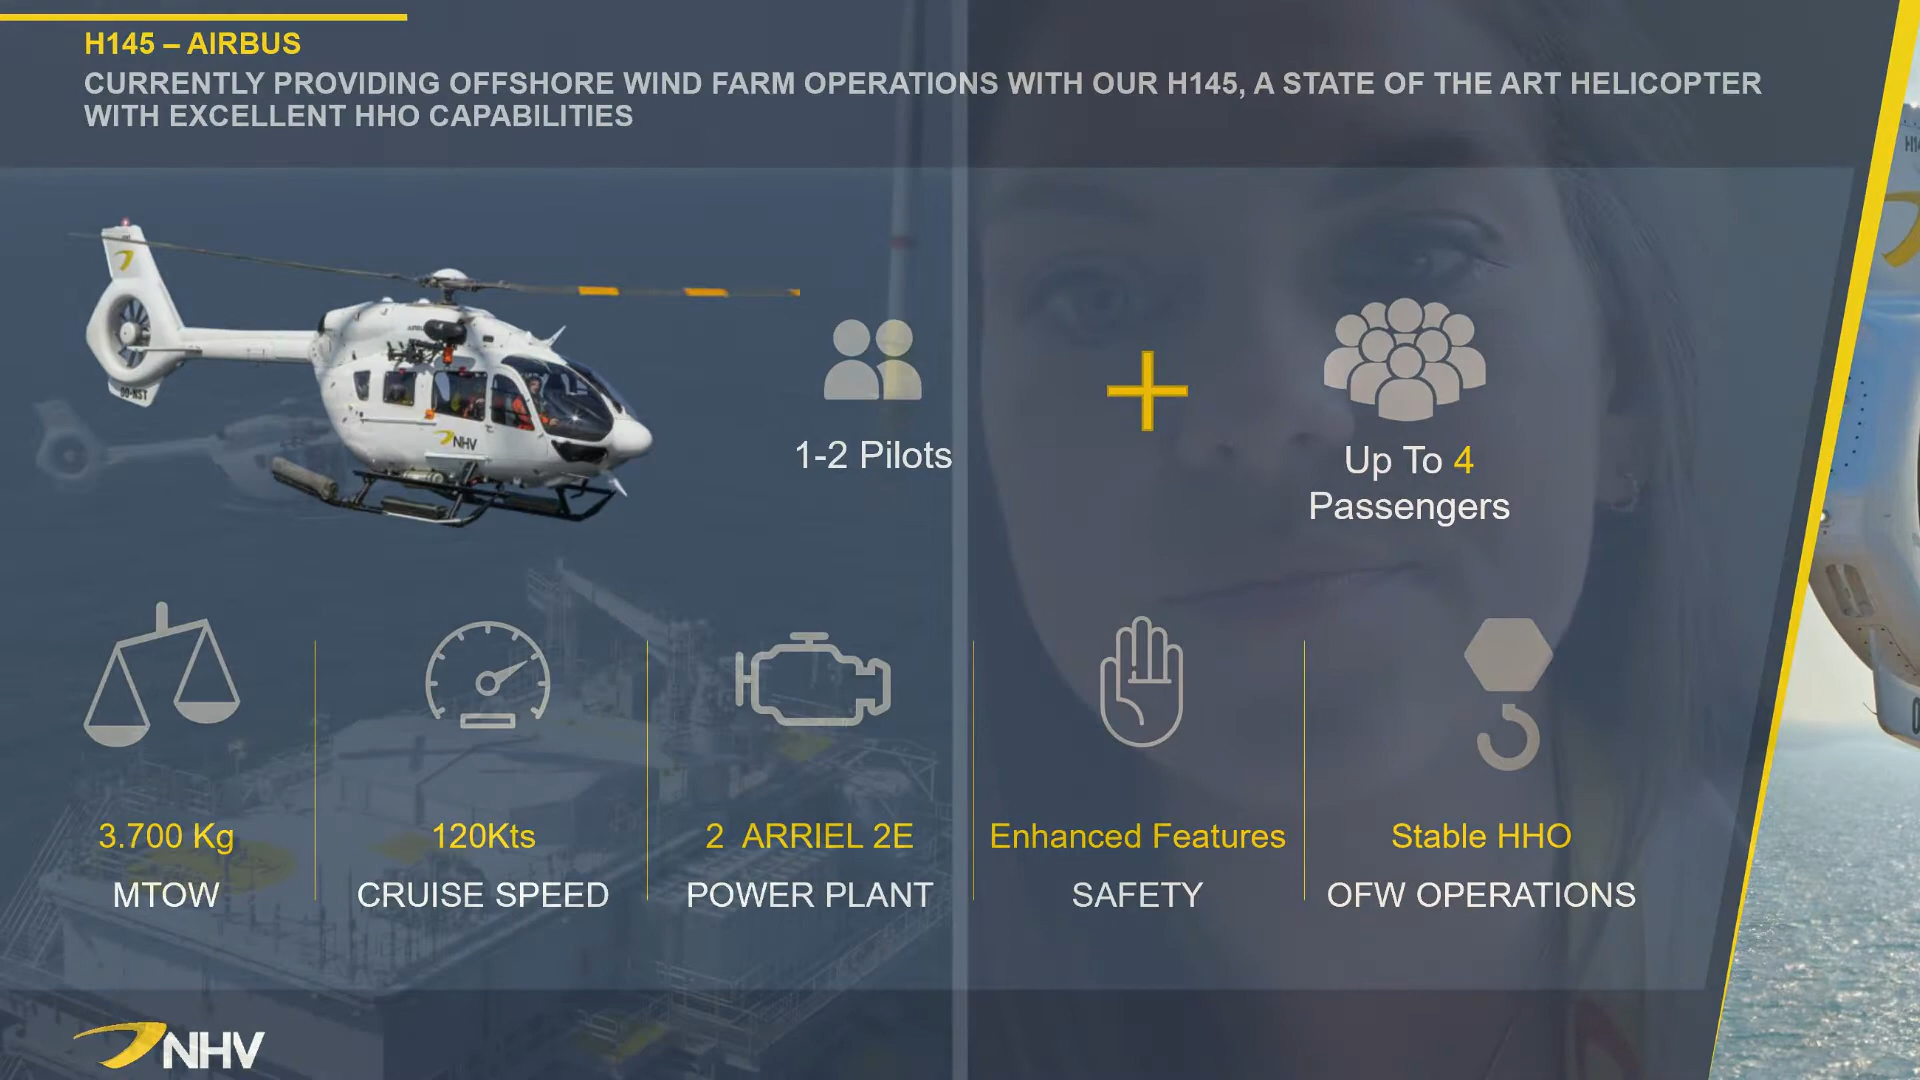 H145 – AIRBUS
CURRENTLY PROVIDING OFFSHORE WIND FARM OPERATIONS WITH OUR H145, A STATE OF THE ART HELICOPTER
WITH EXCELLENT HHO CAPABILITIES
NHV
1-2 Pilots
Up To 4
Passengers
3.700 Kg
MTOW
120Kts
CRUISE SPEED
2 ARRIEL 2E
POWER PLANT
Enhanced Features
SAFETY
Stable HHO
OFW OPERATIONS
NHV